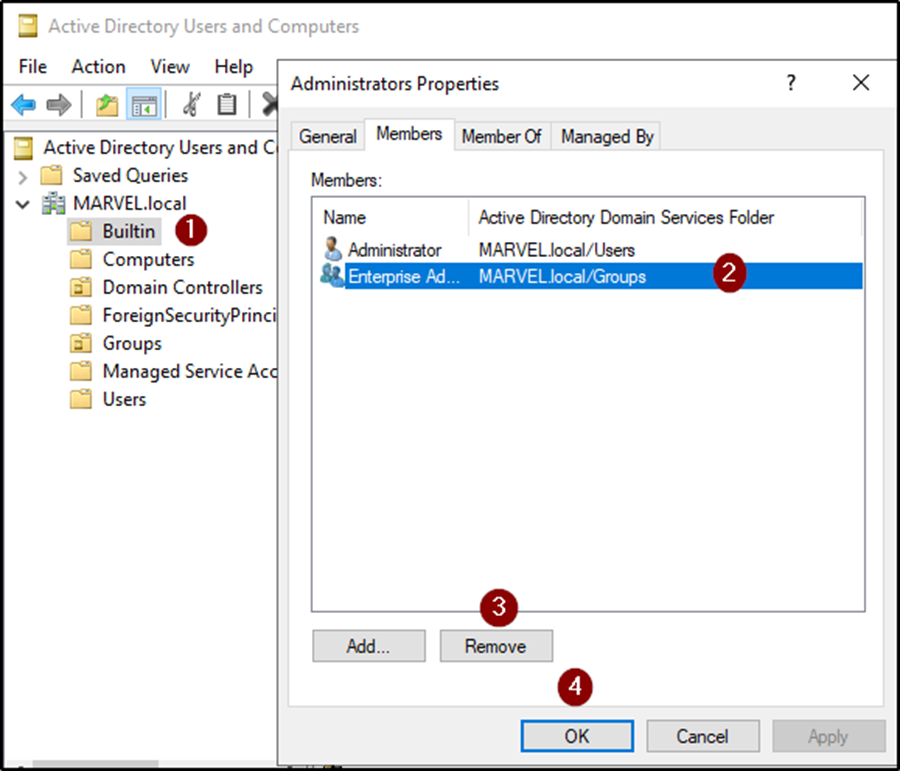 Active Directory Users and Computers
File Action View Help
Active Directory Users and C
Saved Queries
MARVEL.local
Builtin
1
Computers
Domain Controllers
ForeignSecurityPrinci
Groups
Managed Service Acc
Users
Administrators Properties
?
General Members Member Of Managed By
Members:
Name Active Directory Domain Services Folder
Administrator MARVEL.local/Users
Enterprise Ad... MARVEL.local/Groups 2
3
Add... Remove
4
OK Cancel Apply